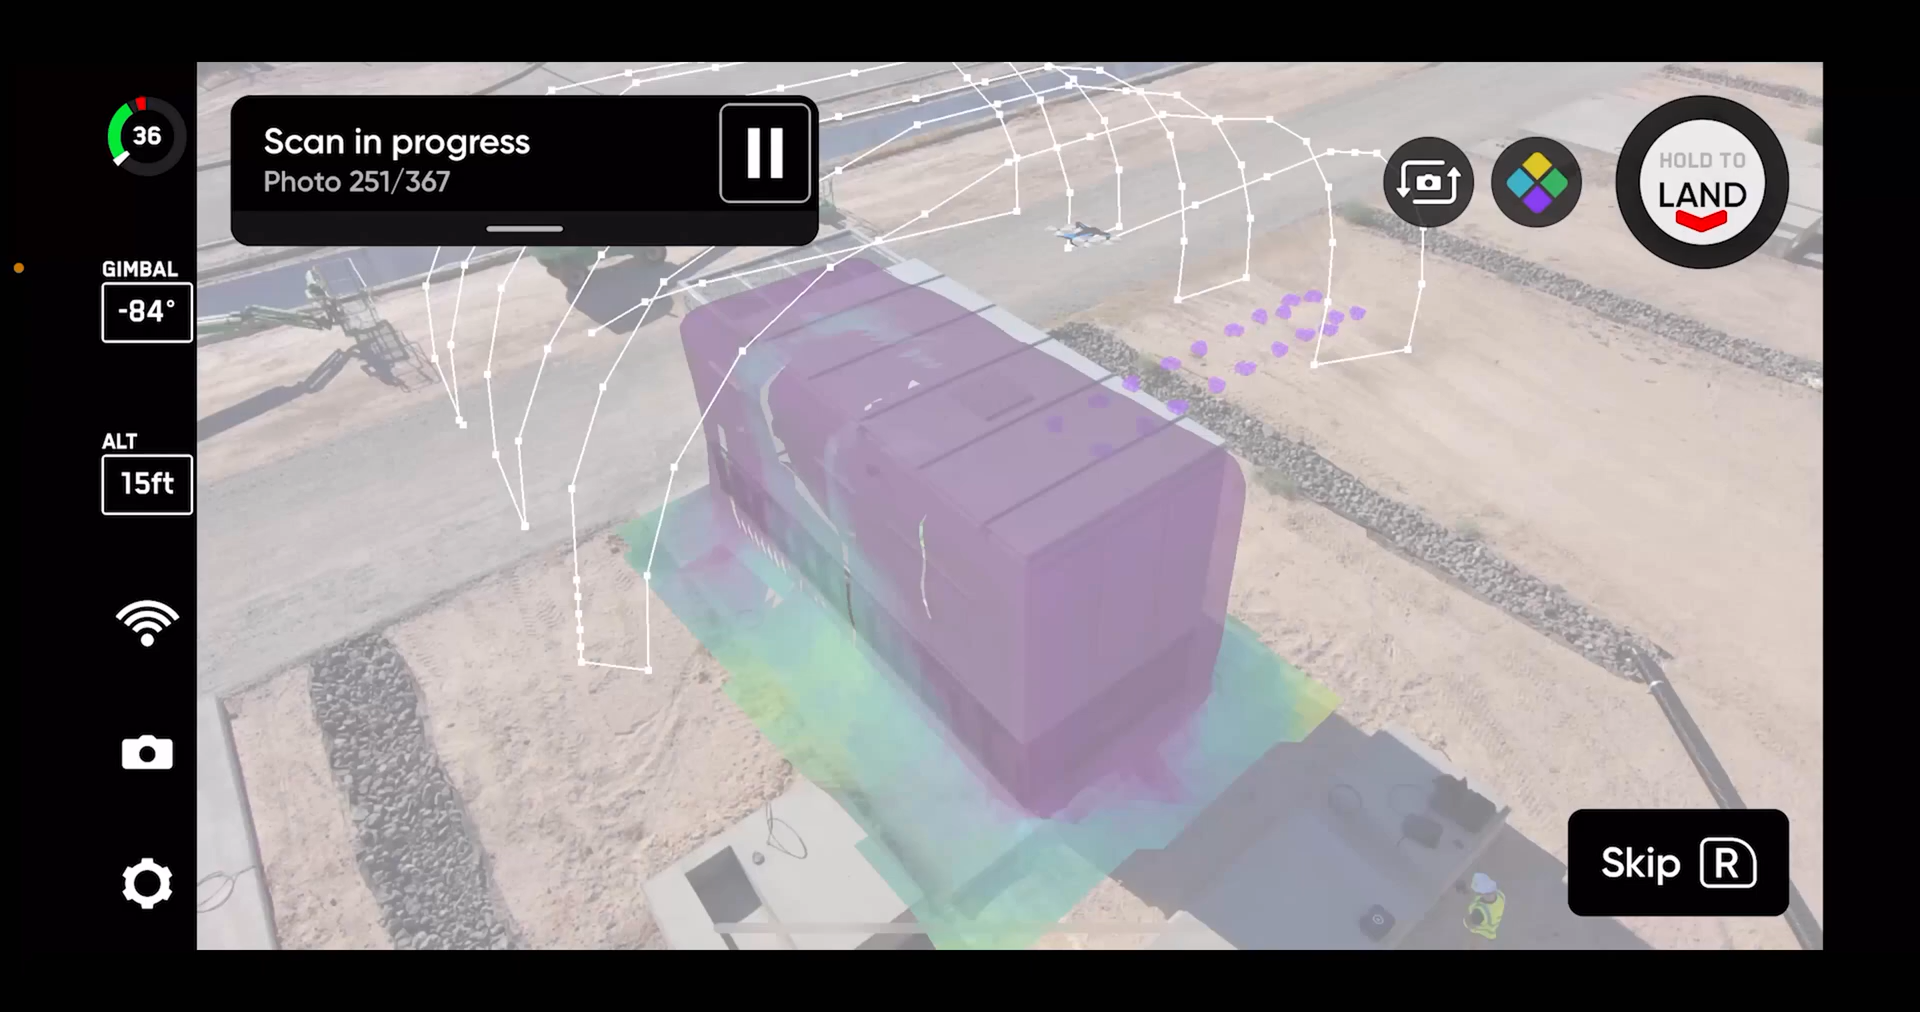 36
Scan in progress
Photo 251/367
HOLD TO
LAND
GIMBAL
-84°
ALT
15ft
Skip R